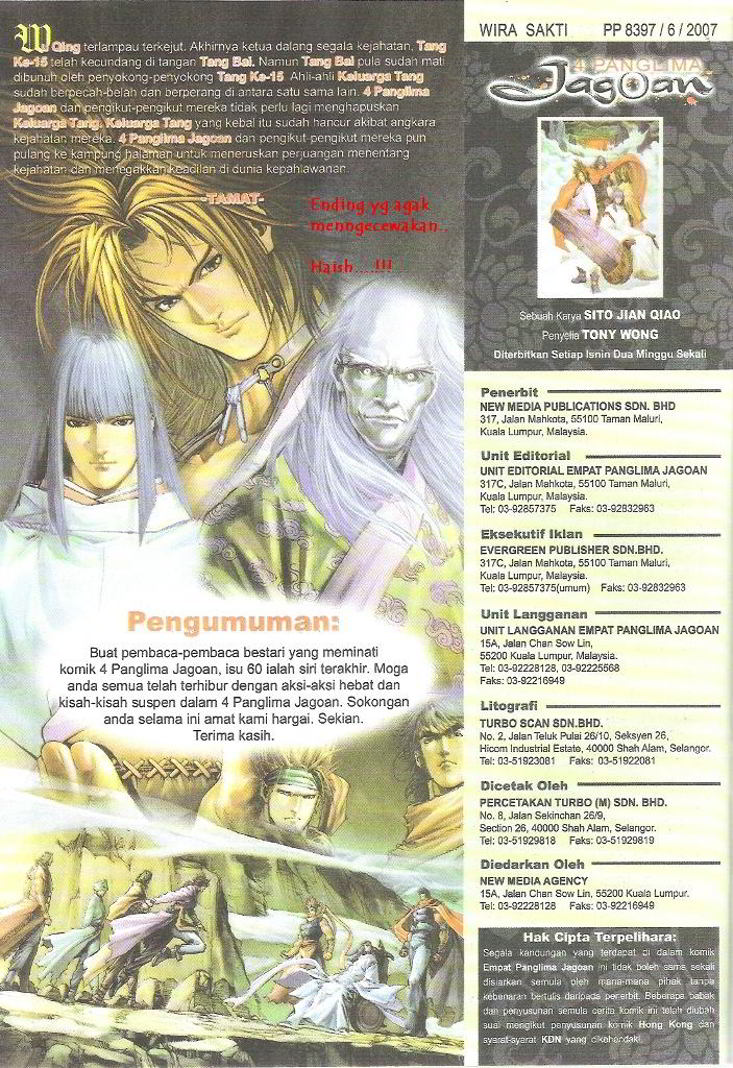 Wu Qing terlampau terkejut. Akhirnya ketua dalang segala kejahatan, Tang
Ke-15 telah kecundang di tangan Tang Bai. Namun Tang Bai pula sudah mati
dibunuh oleh penyokong-penyokong Tang Ke-15. Ahli-ahli Keluarga Tang
sudah berpecah-belah dan berperang di antara satu sama lain. 4 Panglima
Jagoan dan pengikut-pengikut mereka tidak perlu lagi menghapuskan
Keluarga Tang. Keluarga Tang yang kebal itu sudah hancur akibat angkara
kejahatan mereka. 4 Panglima Jagoan dan pengikut-pengikut mereka pun
pulang ke kampung halaman untuk meneruskan perjuangan menentang
kejahatan dan menegakkan keadilan di dunia kepahlawanan.
-TAMAT-
Ending yg agak
menngecewakan..
Haish....!!!
Pengumuman:
Buat pembaca-pembaca bestari yang meminati
komik 4 Panglima Jagoan, isu 60 ialah siri terakhir. Moga
anda semua telah terhibur dengan aksi-aksi hebat dan
kisah-kisah suspen dalam 4 Panglima Jagoan. Sokongan
anda selama ini amat kami hargai. Sekian.
Terima kasih.
WIRA SAKTI PP 8397 / 6 / 2007
4 PANGLIMA
Jagoan
Sebuah Karya SITO JIAN QIAO
Penyelia TONY WONG
Diterbitkan Setiap Isnin Dua Minggu Sekali
Penerbit
NEW MEDIA PUBLICATIONS SDN. BHD
317, Jalan Mahkota, 55100 Taman Maluri,
Kuala Lumpur, Malaysia.
Unit Editorial
UNIT EDITORIAL EMPAT PANGLIMA JAGOAN
317C, Jalan Mahkota, 55100 Taman Maluri,
Kuala Lumpur, Malaysia.
Tel: 03-92857375 Faks: 03-92832963
Eksekutif Iklan
EVERGREEN PUBLISHER SDN.BHD.
317C, Jalan Mahkota, 55100 Taman Maluri,
Kuala Lumpur, Malaysia.
Tel: 03-92857375(umum) Faks: 03-92832963
Unit Langganan
UNIT LANGGANAN EMPAT PANGLIMA JAGOAN
15A, Jalan Chan Sow Lin,
55200 Kuala Lumpur, Malaysia.
Tel: 03-92228128, 03-92225568
Faks: 03-92216949
Litografi
TURBO SCAN SDN.BHD.
No. 2, Jalan Teluk Pulai 26/10, Seksyen 26,
Hicom Industrial Estate, 40000 Shah Alam, Selangor.
Tel: 03-51923081 Faks: 03-51922081
Dicetak Oleh
PERCETAKAN TURBO (M) SDN. BHD.
No. 8, Jalan Sekinchan 26/9,
Section 26, 40000 Shah Alam, Selangor.
Tel: 03-51929818 Faks: 03-51929819
Diedarkan Oleh
NEW MEDIA AGENCY
15A, Jalan Chan Sow Lin, 55200 Kuala Lumpur.
Tel: 03-92228128 Faks: 03-92216949
Hak Cipta Terpelihara:
Segala kandungan yang terdapat di dalam komik
Empat Panglima Jagoan ini tidak boleh sama sekali
disiarkan semula oleh mana-mana pihak tanpa
kebenaran bertulis daripada penerbit. Beberapa babak
dan penyusunan semula cerita komik ini telah diubah
suai mengikut penyusunan komik Hong Kong dan
syarat-syarat KDN yang dikehendaki.